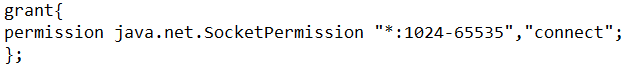 grant{
permission java.net.SocketPermission "*:1024-65535","connect";
};